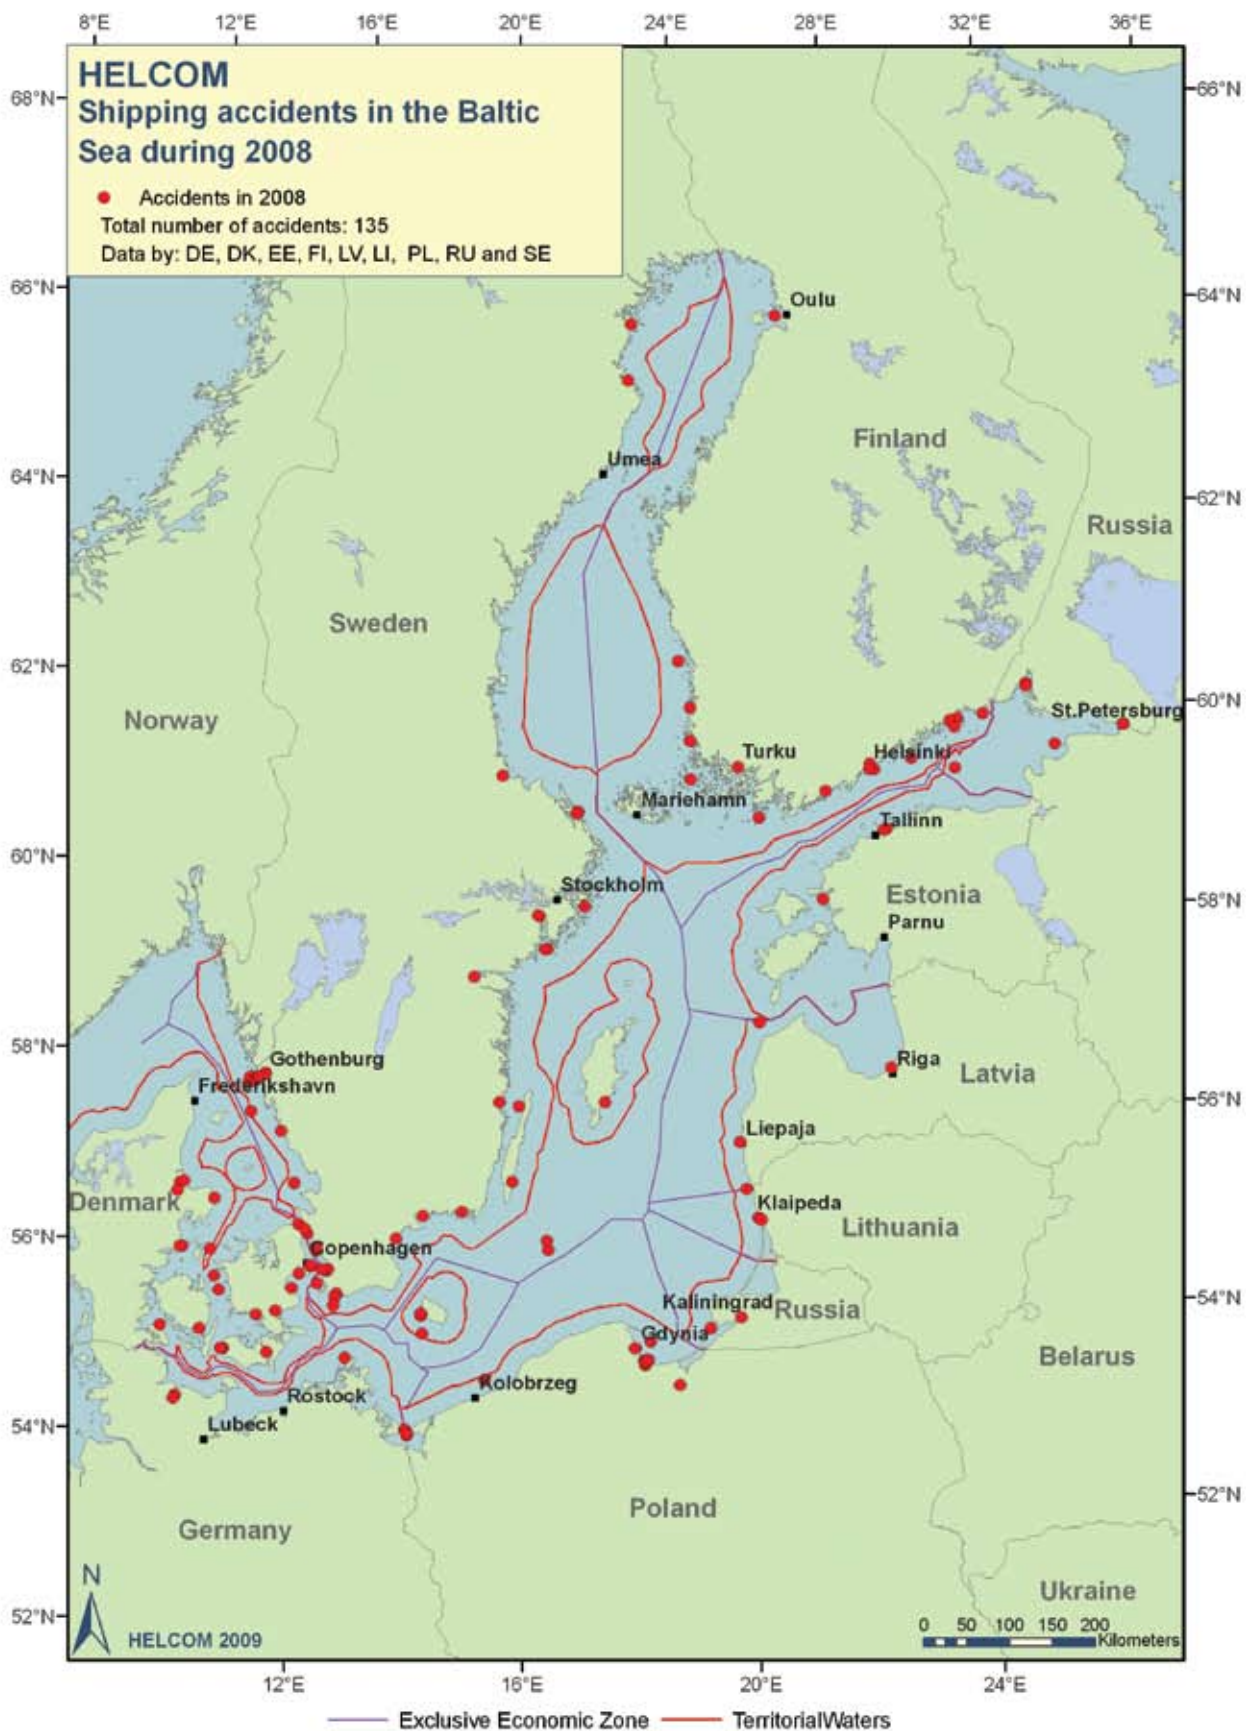 8°E 12°E 16°E 20°E 24°E 28°E 32°E 36°E
HELCOM
Shipping accidents in the Baltic
Sea during 2008
Accidents in 2008
Total number of accidents: 135
Data by: DE, DK, EE, FI, LV, LI, PL, RU and SE
68°N
66°N
66°N
64°N
Oulu
Finland
Umea
64°N
62°N
Russia
Sweden
62°N
60°N
Norway
St.Petersburg
Turku
Helsinki
Mariehamn
Tallinn
60°N
Stockholm
Estonia
58°N
Parnu
58°N
Gothenburg
Riga
Latvia
Frederikshavn
56°N
Liepaja
Denmark
Klaipeda
Lithuania
56°N
Copenhagen
54°N
Kaliningrad
Russia
Gdynia
Belarus
Kolobrzeg
Rostock
Lubeck
54°N
52°N
Poland
Germany
N
Ukraine
52°N
0 50 100 150 200
Kilometers
HELCOM 2009
12°E 16°E 20°E 24°E
Exclusive Economic Zone TerritorialWaters